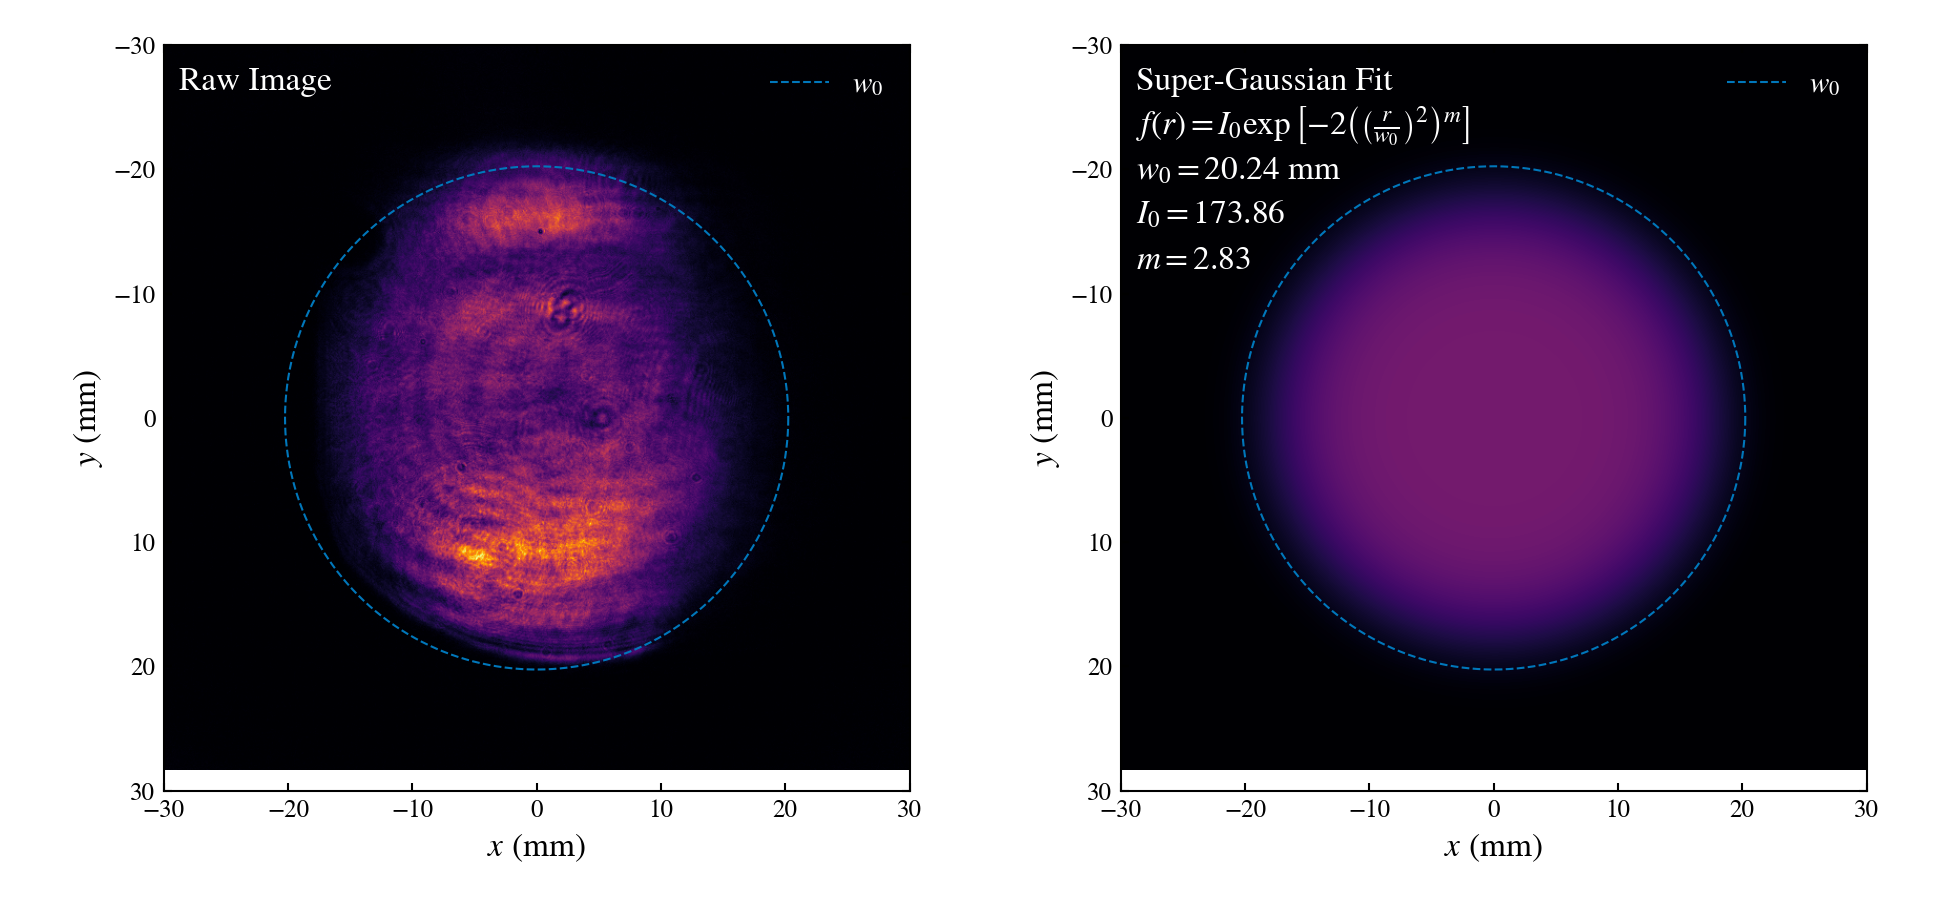 Raw Image
w₀
−30
−20
−10
0
10
20
30
y (mm)
−30 −20 −10 0 10 20 30
x (mm)
Super-Gaussian Fit
w₀
f(r) = I₀ exp [−2((r/w₀)²)ᵐ]
w₀ = 20.24 mm
I₀ = 173.86
m = 2.83
−30
−20
−10
0
10
20
30
y (mm)
−30 −20 −10 0 10 20 30
x (mm)